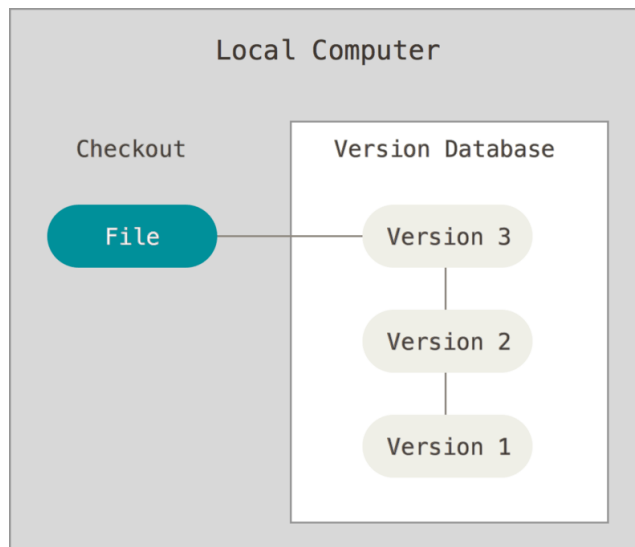 Local Computer
Checkout
Version Database
File
Version 3
Version 2
Version 1